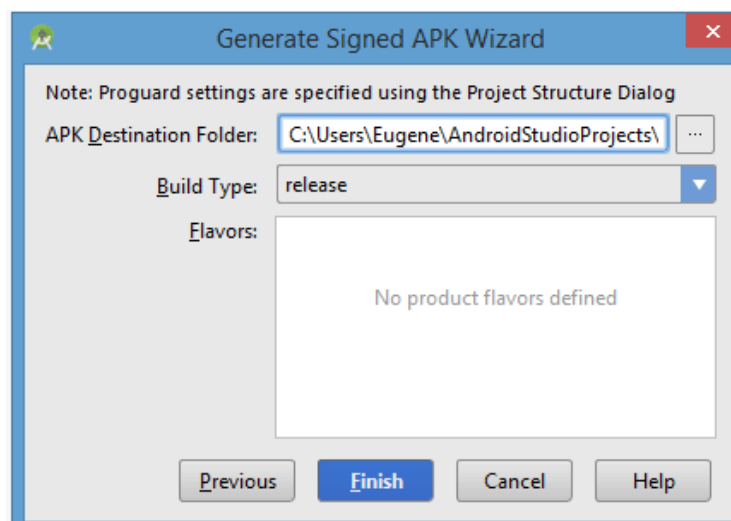 Generate Signed APK Wizard
Note: Proguard settings are specified using the Project Structure Dialog
APK Destination Folder: C:\Users\Eugene\AndroidStudioProjects\ ...
Build Type: release
Flavors:
No product flavors defined
Previous Finish Cancel Help